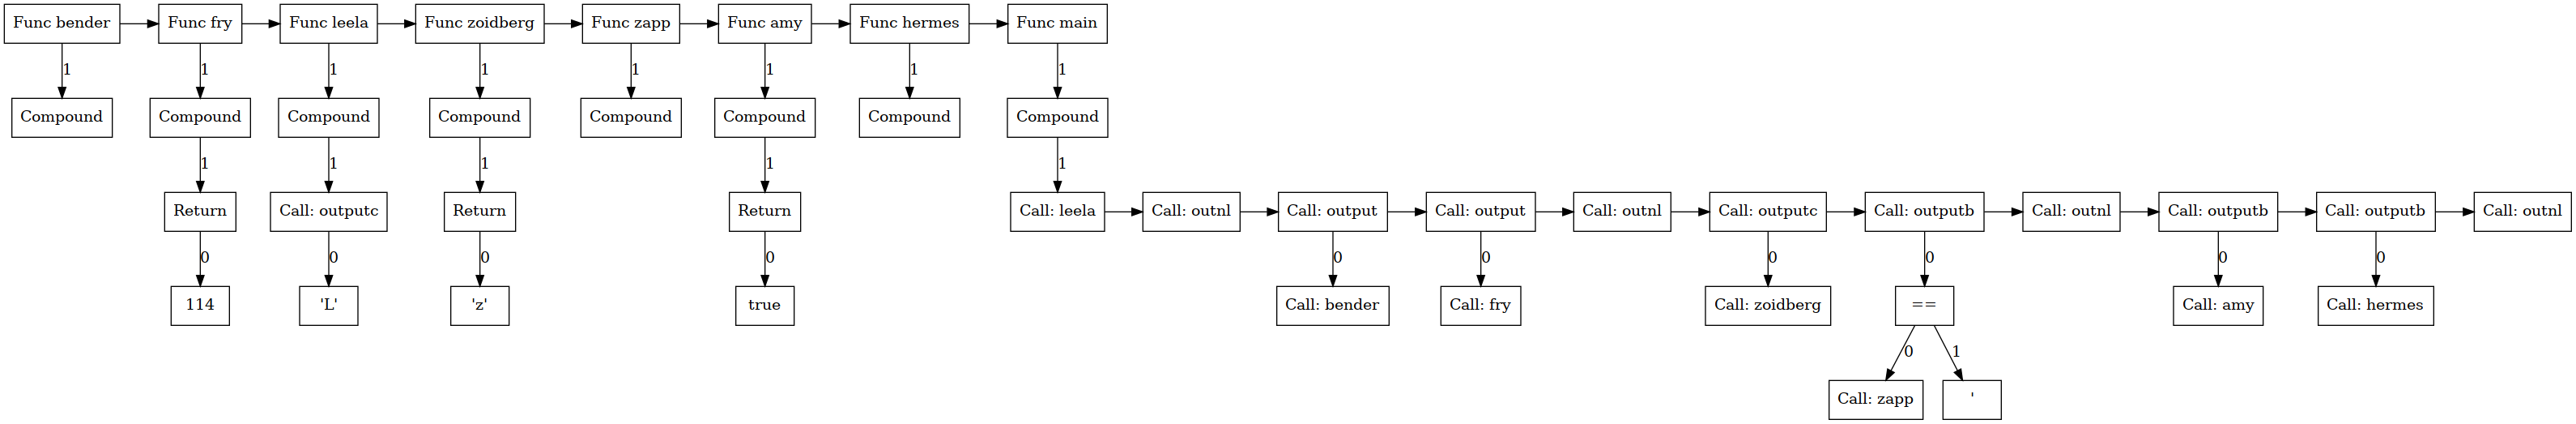 Func bender
Func fry
Func leela
Func zoidberg
Func zapp
Func amy
Func hermes
Func main
1
1
1
1
1
1
1
1
Compound
Compound
Compound
Compound
Compound
Compound
Compound
Compound
1
1
1
1
1
Return
Call: outputc
Return
Return
Call: leela
Call: outnl
Call: output
Call: output
Call: outnl
Call: outputc
Call: outputb
Call: outnl
Call: outputb
Call: outputb
Call: outnl
0
0
0
0
0
0
0
0
0
0
114
'L'
'z'
true
Call: bender
Call: fry
Call: zoidberg
==
Call: amy
Call: hermes
0
1
Call: zapp
'